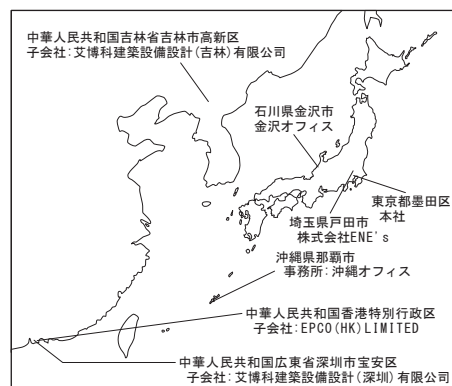 中華人民共和国吉林省吉林市高新区
子会社：艾博科建築設備設計（吉林）有限公司
石川県金沢市
金沢オフィス
東京都墨田区
本社
埼玉県戸田市
株式会社ENE's
沖縄県那覇市
事務所：沖縄オフィス
中華人民共和国香港特別行政区
子会社：EPCO(HK)LIMITED
中華人民共和国広東省深圳市宝安区
子会社：艾博科建築設備設計（深圳）有限公司